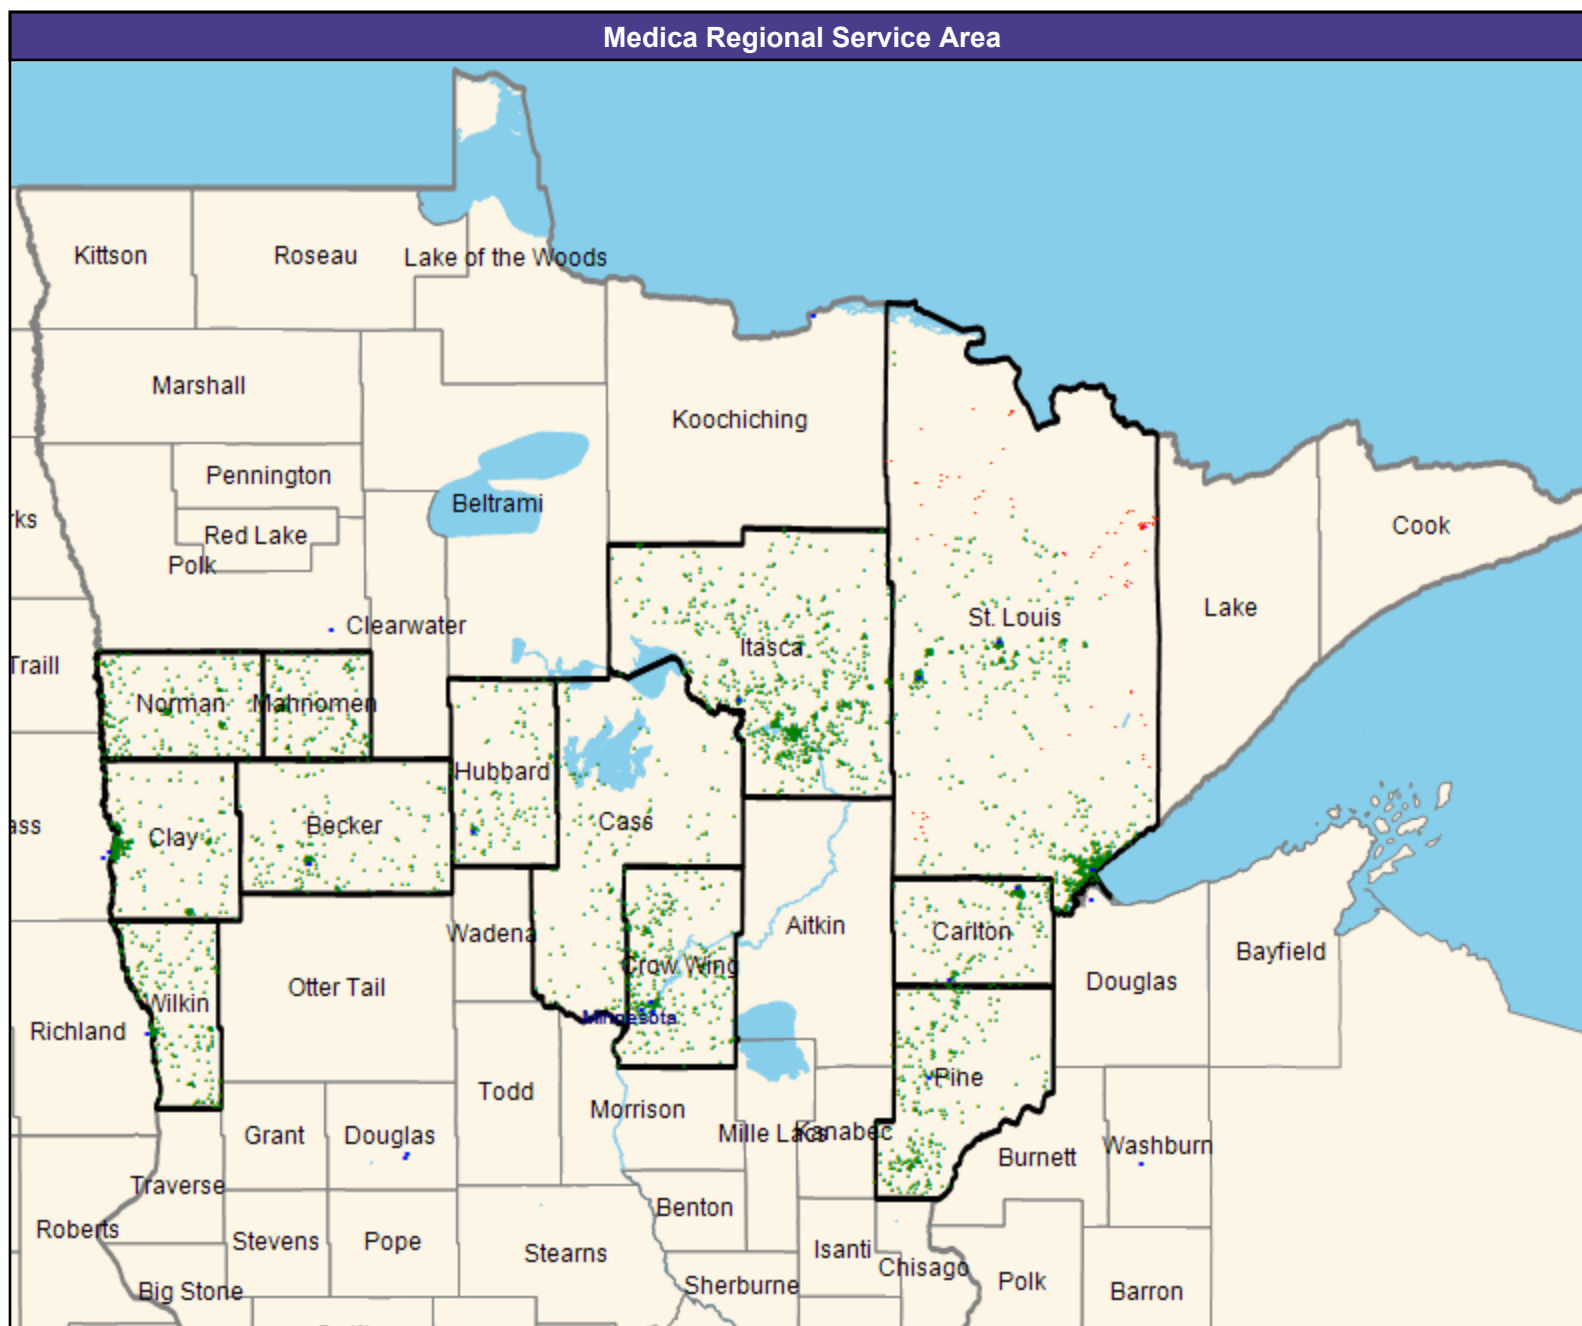 Medica Regional Service Area
Kittson
Roseau
Lake of the Woods
Marshall
Koochiching
Pennington
Beltrami
rks
Red Lake
Cook
Polk
Lake
St. Louis
Clearwater
Itasca
Traill
Norman
Mahnomen
Hubbard
ass
Clay
Becker
Cass
Wadena
Aitkin
Carlton
Crow Wing
Bayfield
Otter Tail
Douglas
Wilkin
Minnesota
Richland
Pine
Todd
Morrison
Grant
Douglas
Mille Lacs
Kanabec
Washburn
Burnett
Traverse
Benton
Roberts
Stevens
Pope
Stearns
Isanti
Chisago
Polk
Sherburne
Big Stone
Barron